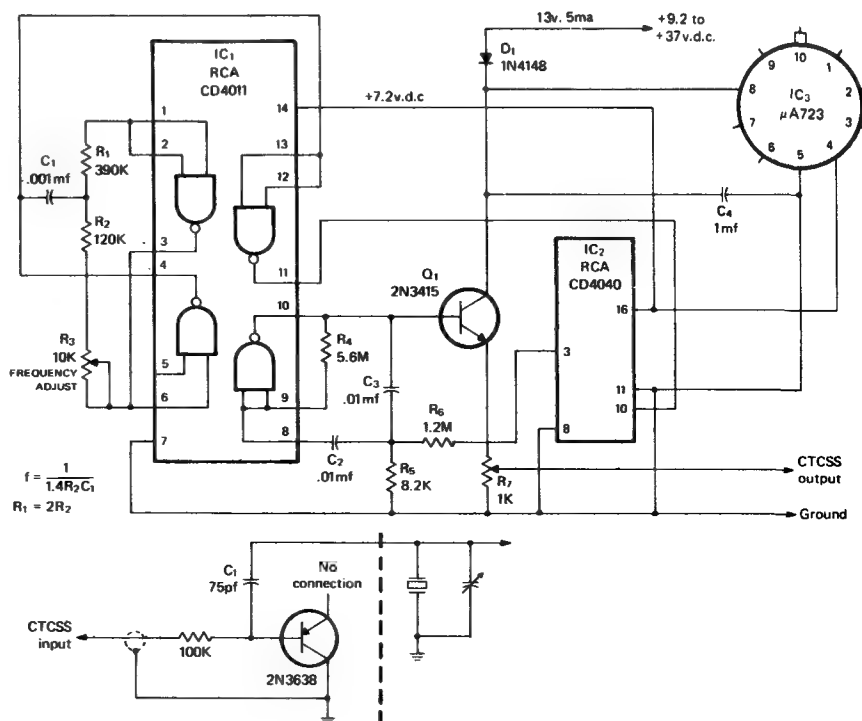 13v. 5ma
+9.2 to
+37v.d.c.
D1
1N4148
IC1
RCA
CD4011
+7.2v.d.c
14
1
2
3
4
5
6
7
13
12
11
10
9
8
C1
.001mf
R1
390K
R2
120K
R3
10K
FREQUENCY
ADJUST
R4
5.6M
C3
.01mf
C2
.01mf
R5
8.2K
R6
1.2M
Q1
2N3415
R7
1K
C4
1mf
IC2
RCA
CD4040
16
3
11
10
8
IC3
μA723
10
9
8
7
6
5
4
3
2
1
CTCSS
output
Ground
f = 1
1.4R2C1
R1 = 2R2
C1
75pf
No
connection
CTCSS
input
100K
2N3638